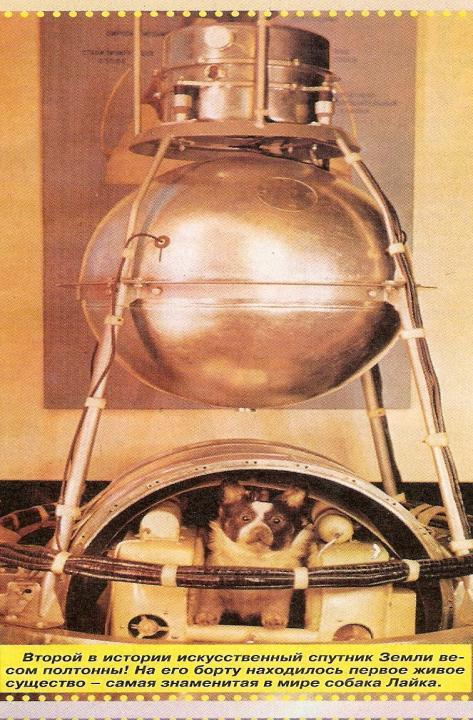 Второй в истории искусственный спутник Земли ве-
сом полтонны! На его борту находилось первое живое
существо – самая знаменитая в мире собака Лайка.